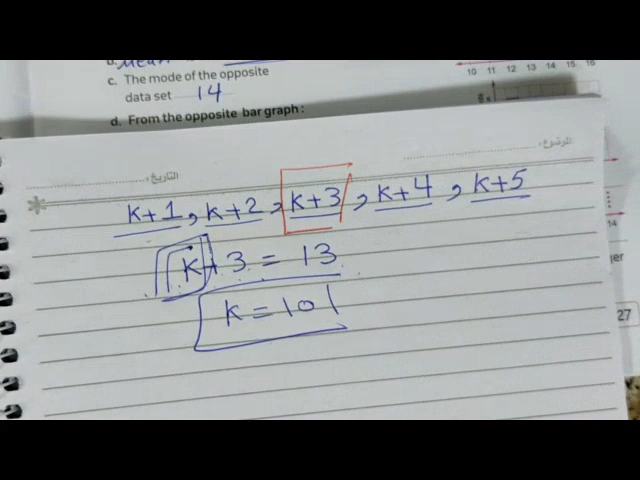 c. The mode of the opposite
data set 14
d. From the opposite bar graph:
10 11 12 13 14 15 16
التاريخ:
الموضوع:
k+1, k+2, k+3, k+4, k+5
k+3 = 13
k = 10
14
27